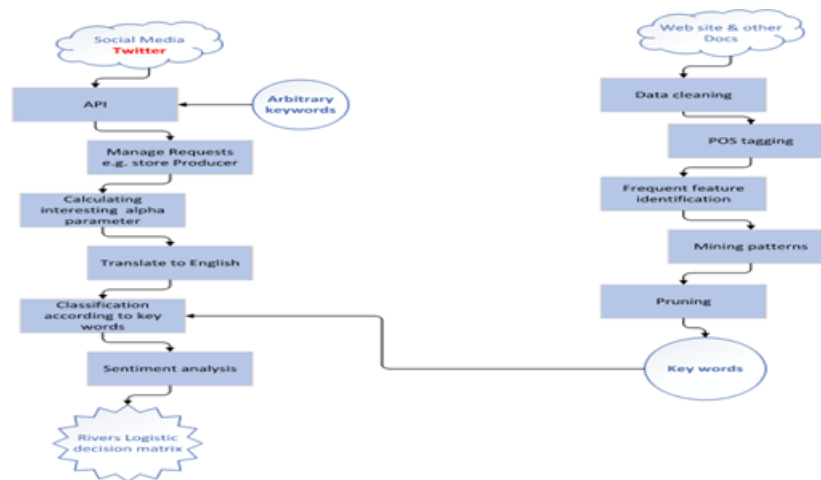 Social Media
Twitter
API
Arbitrary
keywords
Manage Requests
e.g. store Producer
Calculating
interesting alpha
parameter
Translate to English
Classification
according to key
words
Sentiment analysis
Rivers Logistic
decision matrix
Web site & other
Docs
Data cleaning
POS tagging
Frequent feature
identification
Mining patterns
Pruning
Key words